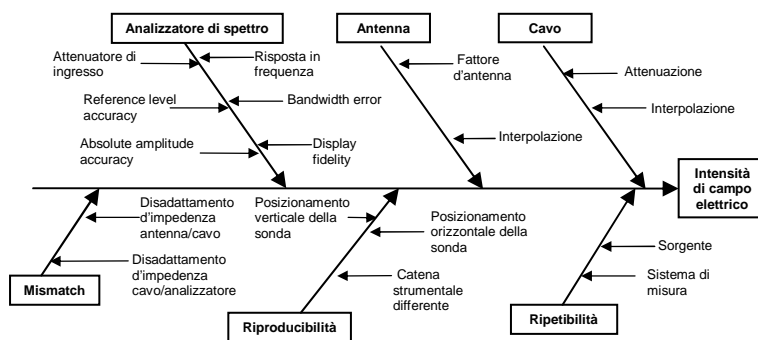 Analizzatore di spettro
Antenna
Cavo
Attenuatore di
ingresso
Risposta in
frequenza
Fattore
d'antenna
Attenuazione
Reference level
accuracy
Bandwidth error
Interpolazione
Absolute amplitude
accuracy
Display
fidelity
Interpolazione
Intensità
di campo
elettrico
Disadattamento
d'impedenza
antenna/cavo
Posizionamento
verticale della
sonda
Posizionamento
orizzontale della
sonda
Sorgente
Disadattamento
d'impedenza
cavo/analizzatore
Catena
strumentale
differente
Sistema di
misura
Mismatch
Riproducibilità
Ripetibilità